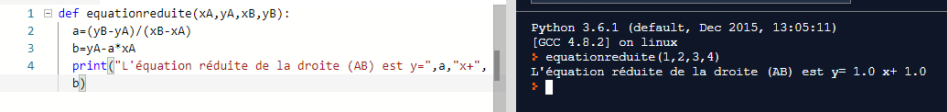 1 def equationreduite(xA,yA,xB,yB):
2 a=(yB-yA)/(xB-xA)
3 b=yA-a*xA
4 print("L'équation réduite de la droite (AB) est y=",a,"x+",
b)
Python 3.6.1 (default, Dec 2015, 13:05:11)
[GCC 4.8.2] on linux
> equationreduite(1,2,3,4)
L'équation réduite de la droite (AB) est y= 1.0 x+ 1.0
>